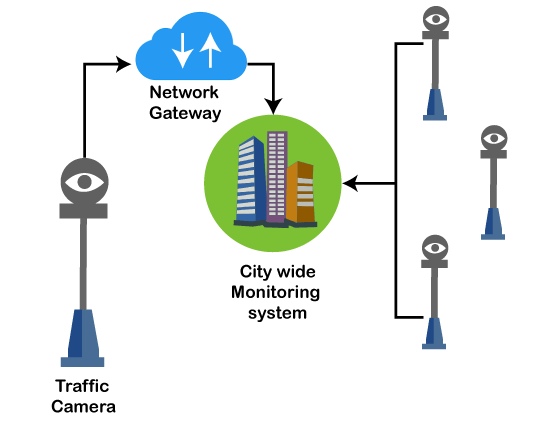 Network
Gateway
City wide
Monitoring
system
Traffic
Camera